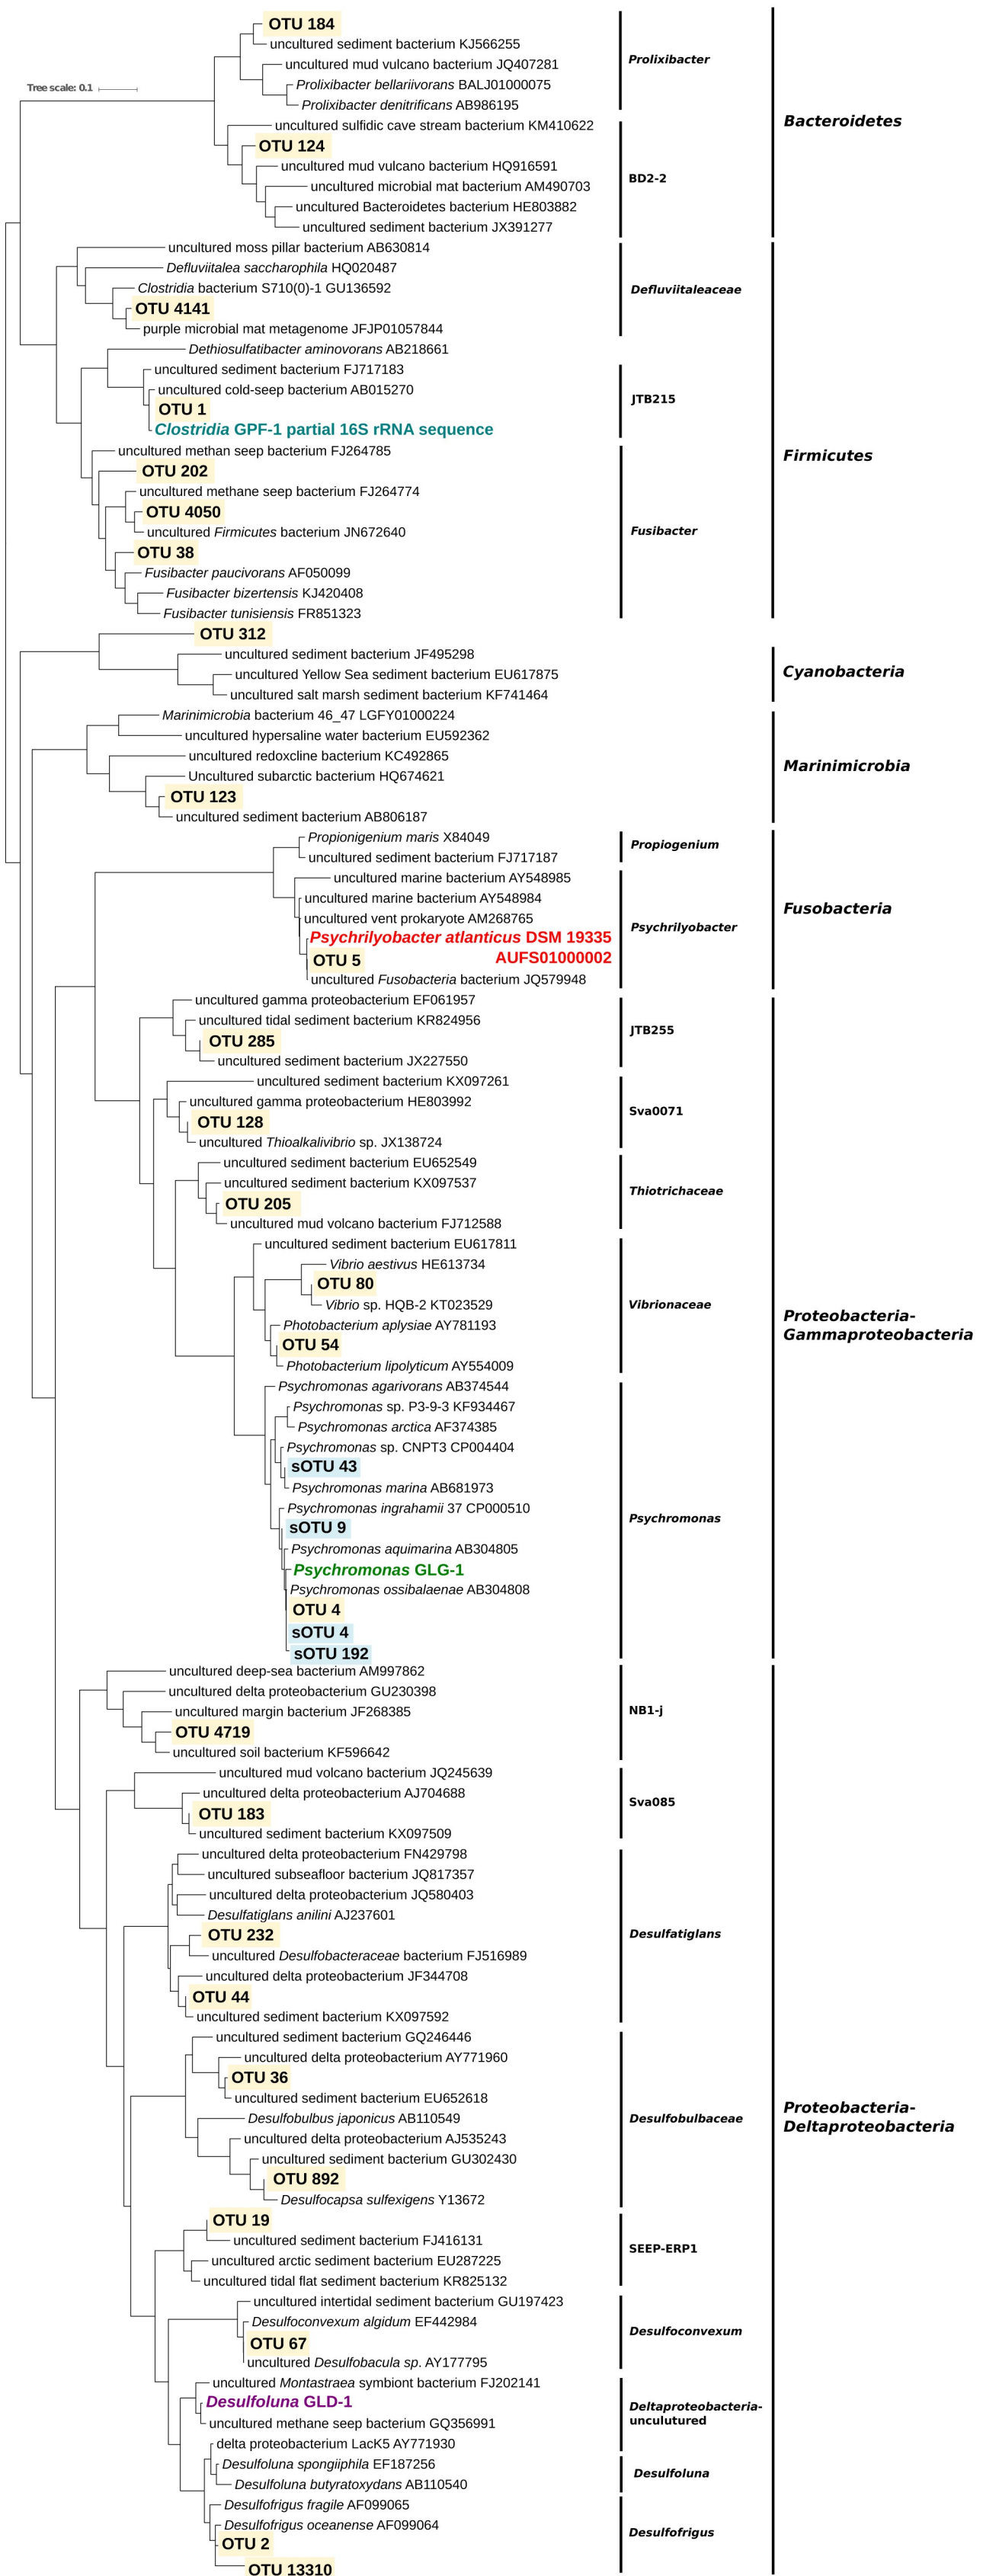 OTU 184
uncultured sediment bacterium KJ566255
uncultured mud vulcano bacterium JQ407281
Prolixibacter bellariivorans BALJ01000075
Prolixibacter denitrificans AB986195
Prolixibacter
Tree scale: 0.1
Bacteroidetes
uncultured sulfidic cave stream bacterium KM410622
OTU 124
uncultured mud vulcano bacterium HQ916591
uncultured microbial mat bacterium AM490703
uncultured Bacteroidetes bacterium HE803882
uncultured sediment bacterium JX391277
BD2-2
uncultured moss pillar bacterium AB630814
Defluviitalea saccharophila HQ020487
Clostridia bacterium S710(0)-1 GU136592
OTU 4141
purple microbial mat metagenome JFJP01057844
Defluviitaleaceae
Dethiosulfatibacter aminovorans AB218661
uncultured sediment bacterium FJ717183
uncultured cold-seep bacterium AB015270
OTU 1
Clostridia GPF-1 partial 16S rRNA sequence
JTB215
Firmicutes
uncultured methan seep bacterium FJ264785
OTU 202
uncultured methane seep bacterium FJ264774
OTU 4050
uncultured Firmicutes bacterium JN672640
OTU 38
Fusibacter paucivorans AF050099
Fusibacter bizertensis KJ420408
Fusibacter tunisiensis FR851323
Fusibacter
OTU 312
uncultured sediment bacterium JF495298
uncultured Yellow Sea sediment bacterium EU617875
uncultured salt marsh sediment bacterium KF741464
Cyanobacteria
Marinimicrobia bacterium 46_47 LGFY01000224
uncultured hypersaline water bacterium EU592362
uncultured redoxcline bacterium KC492865
Uncultured subarctic bacterium HQ674621
OTU 123
uncultured sediment bacterium AB806187
Marinimicrobia
Propionigenium maris X84049
uncultured sediment bacterium FJ717187
Propiogenium
uncultured marine bacterium AY548985
uncultured marine bacterium AY548984
uncultured vent prokaryote AM268765
Psychrilyobacter atlanticus DSM 19335
AUFS01000002
OTU 5
uncultured Fusobacteria bacterium JQ579948
Psychrilyobacter
Fusobacteria
uncultured gamma proteobacterium EF061957
uncultured tidal sediment bacterium KR824956
OTU 285
uncultured sediment bacterium JX227550
JTB255
uncultured sediment bacterium KX097261
uncultured gamma proteobacterium HE803992
OTU 128
uncultured Thioalkalivibrio sp. JX138724
Sva0071
uncultured sediment bacterium EU652549
uncultured sediment bacterium KX097537
OTU 205
uncultured mud volcano bacterium FJ712588
Thiotrichaceae
uncultured sediment bacterium EU617811
Vibrio aestivus HE613734
OTU 80
Vibrio sp. HQB-2 KT023529
Photobacterium aplysiae AY781193
OTU 54
Photobacterium lipolyticum AY554009
Vibrionaceae
Proteobacteria-
Gammaproteobacteria
Psychromonas agarivorans AB374544
Psychromonas sp. P3-9-3 KF934467
Psychromonas arctica AF374385
Psychromonas sp. CNPT3 CP004404
sOTU 43
Psychromonas marina AB681973
Psychromonas ingrahamii 37 CP000510
sOTU 9
Psychromonas aquimarina AB304805
Psychromonas GLG-1
Psychromonas ossibalaenae AB304808
OTU 4
sOTU 4
sOTU 192
Psychromonas
uncultured deep-sea bacterium AM997862
uncultured delta proteobacterium GU230398
uncultured margin bacterium JF268385
OTU 4719
uncultured soil bacterium KF596642
NB1-j
uncultured mud volcano bacterium JQ245639
uncultured delta proteobacterium AJ704688
OTU 183
uncultured sediment bacterium KX097509
Sva085
uncultured delta proteobacterium FN429798
uncultured subseafloor bacterium JQ817357
uncultured delta proteobacterium JQ580403
Desulfatiglans anilini AJ237601
OTU 232
uncultured Desulfobacteraceae bacterium FJ516989
uncultured delta proteobacterium JF344708
OTU 44
uncultured sediment bacterium KX097592
Desulfatiglans
uncultured sediment bacterium GQ246446
uncultured delta proteobacterium AY771960
OTU 36
uncultured sediment bacterium EU652618
Desulfobulbus japonicus AB110549
uncultured delta proteobacterium AJ535243
uncultured sediment bacterium GU302430
OTU 892
Desulfocapsa sulfexigens Y13672
Desulfobulbaceae
Proteobacteria-
Deltaproteobacteria
OTU 19
uncultured sediment bacterium FJ416131
uncultured arctic sediment bacterium EU287225
uncultured tidal flat sediment bacterium KR825132
SEEP-ERP1
uncultured intertidal sediment bacterium GU197423
Desulfoconvexum algidum EF442984
OTU 67
uncultured Desulfobacula sp. AY177795
Desulfoconvexum
uncultured Montastraea symbiont bacterium FJ202141
Desulfoluna GLD-1
uncultured methane seep bacterium GQ356991
Deltaproteobacteria-
unculutured
delta proteobacterium LacK5 AY771930
Desulfoluna spongiiphila EF187256
Desulfoluna butyratoxydans AB110540
Desulfoluna
Desulfofrigus fragile AF099065
Desulfofrigus oceanense AF099064
OTU 2
OTU 13310
Desulfofrigus